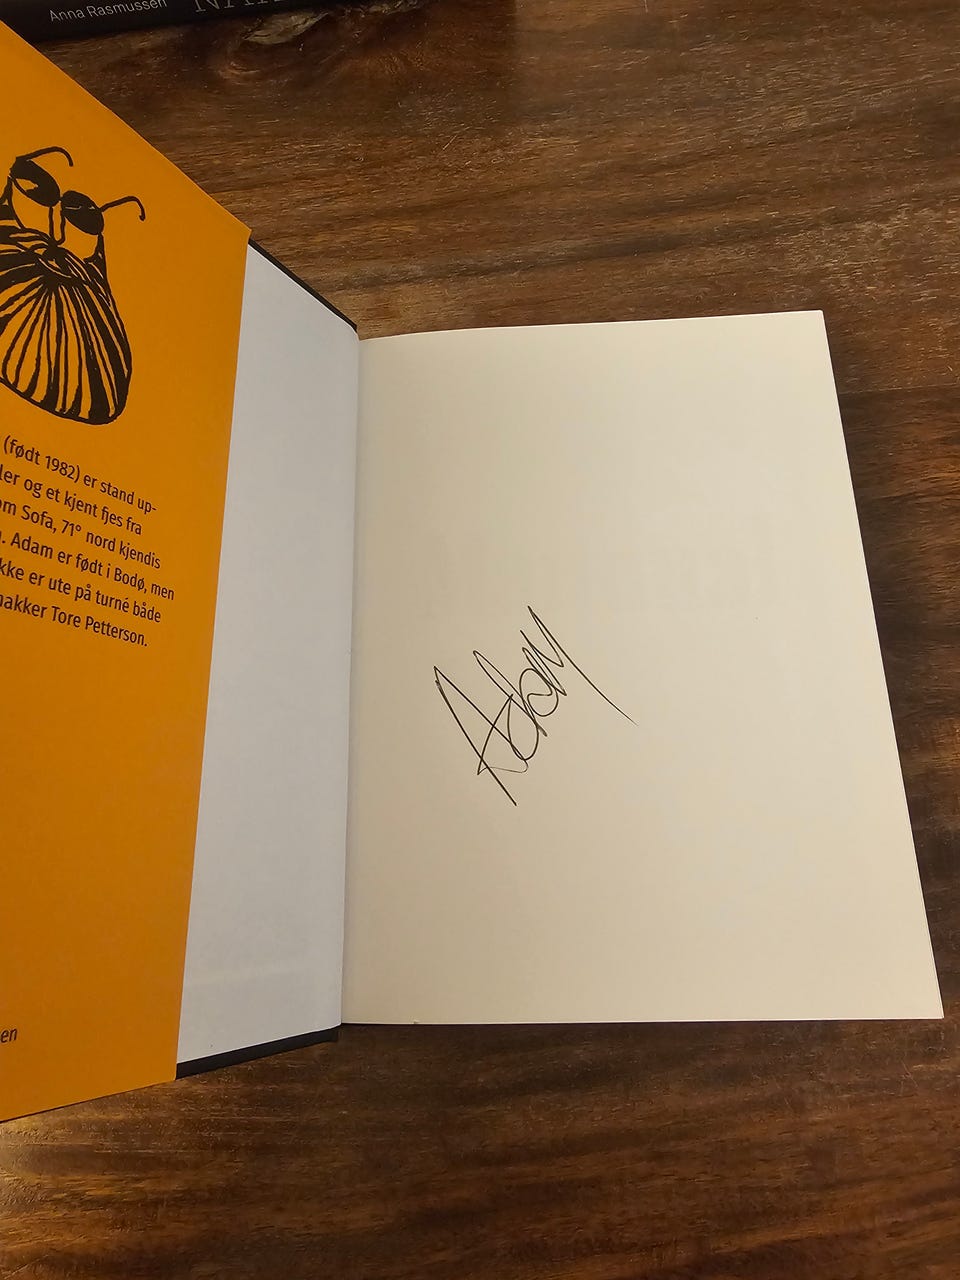 Anna Rasmussen
(født 1982) er stand up-
ler og et kjent fjes fra
om Sofa, 71° nord kjendis
. Adam er født i Bodø, men
kke er ute på turné både
makker Tore Petterson.
Adam
en